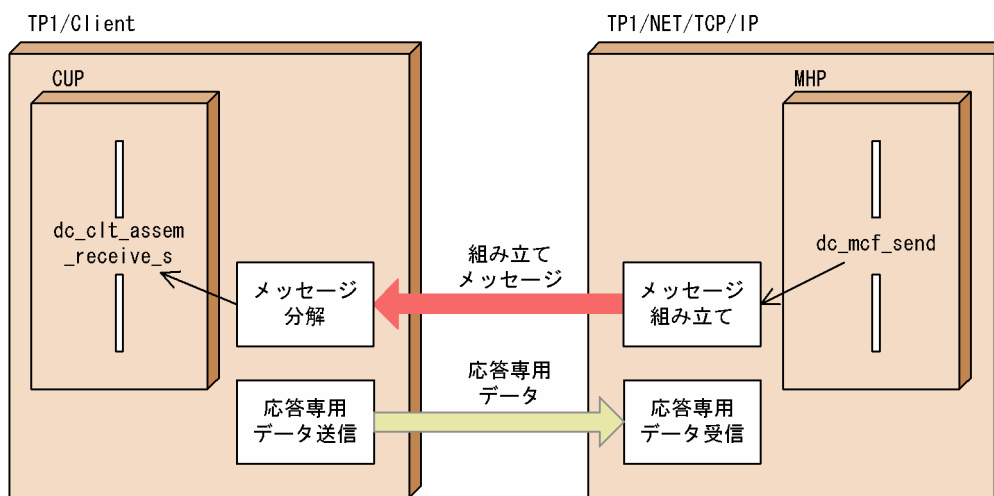 TP1/Client
TP1/NET/TCP/IP
CUP
MHP
dc_clt_assem
_receive_s
dc_mcf_send
組み立て
メッセージ
メッセージ
分解
メッセージ
組み立て
応答専用
データ
応答専用
データ送信
応答専用
データ受信